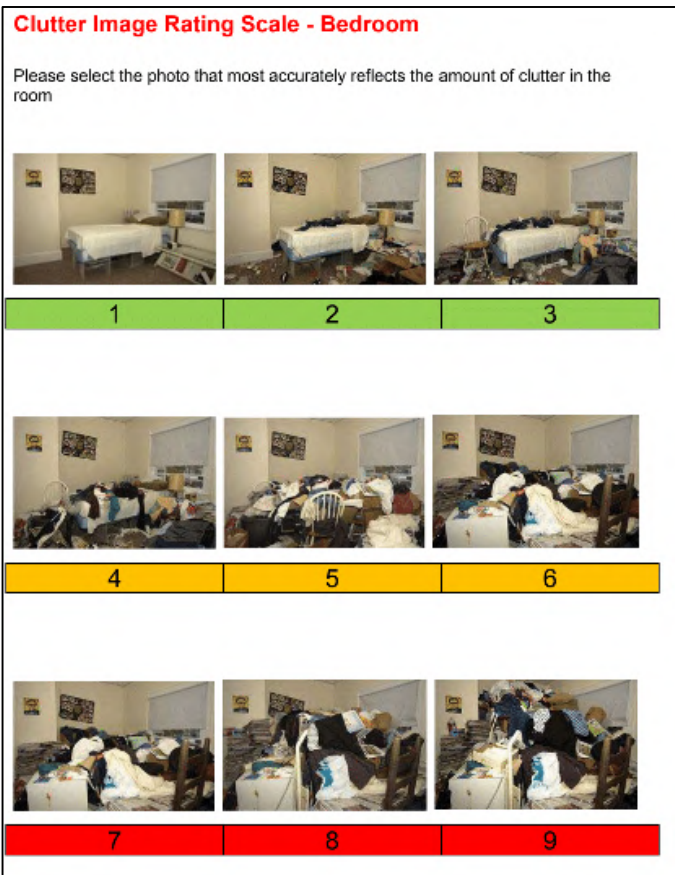 Clutter Image Rating Scale - Bedroom
Please select the photo that most accurately reflects the amount of clutter in the
room
1 2 3
4 5 6
7 8 9